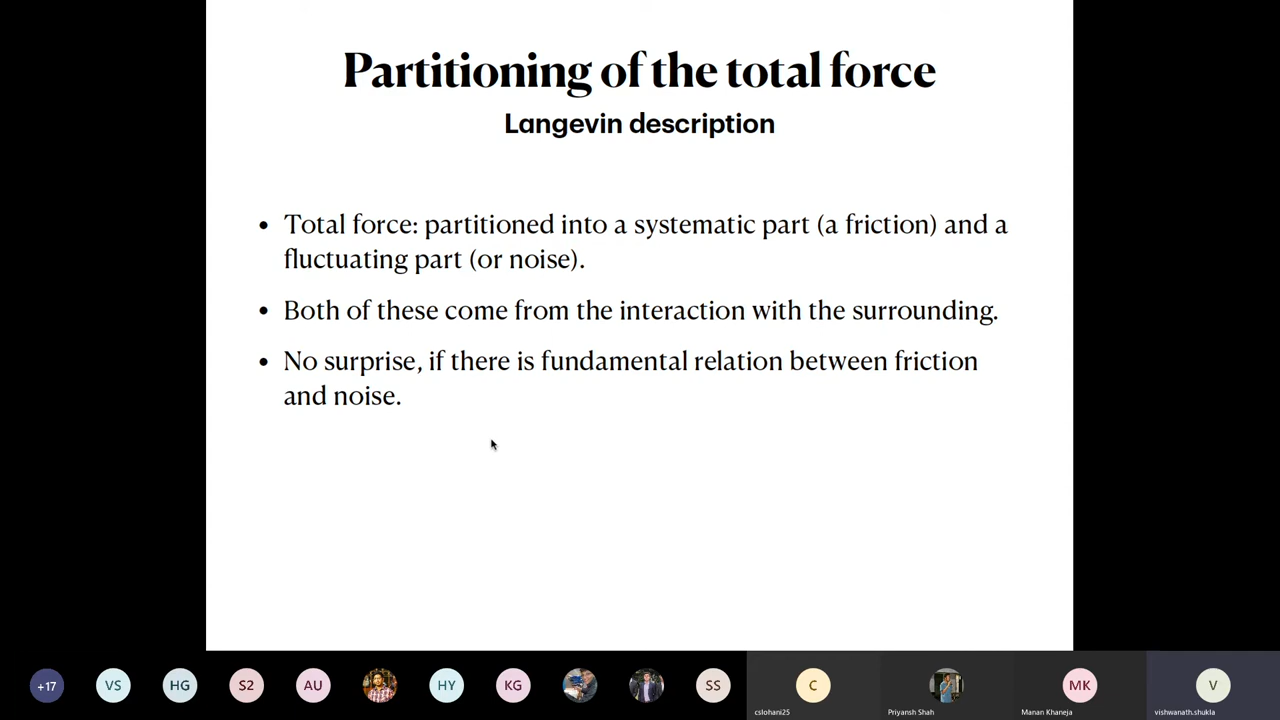 Partitioning of the total force
Langevin description
• Total force: partitioned into a systematic part (a friction) and a
fluctuating part (or noise).
• Both of these come from the interaction with the surrounding.
• No surprise, if there is fundamental relation between friction
and noise.
+17 VS HG S2 AU HY KG SS C MK V
cslohani25 Priyansh Shah Manan Khaneja vishwanath.shukla